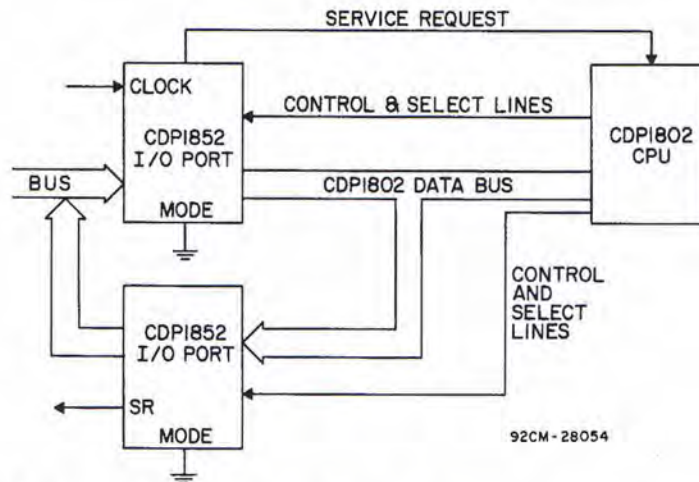 SERVICE REQUEST
CLOCK
CDP1852
I/O PORT
MODE
CONTROL & SELECT LINES
CDP1802
CPU
BUS
CDP1802 DATA BUS
CONTROL
AND
SELECT
LINES
CDP1852
I/O PORT
SR
MODE
92CM-28054